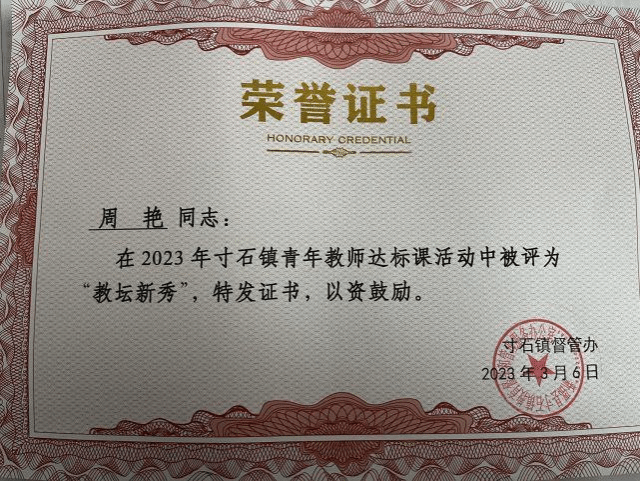 荣誉证书
HONORARY CREDENTIAL
周 艳 同志：
在2023年寸石镇青年教师达标课活动中被评为
“教坛新秀”，特发证书，以资鼓励。
寸石镇督管办
2023年3月6日